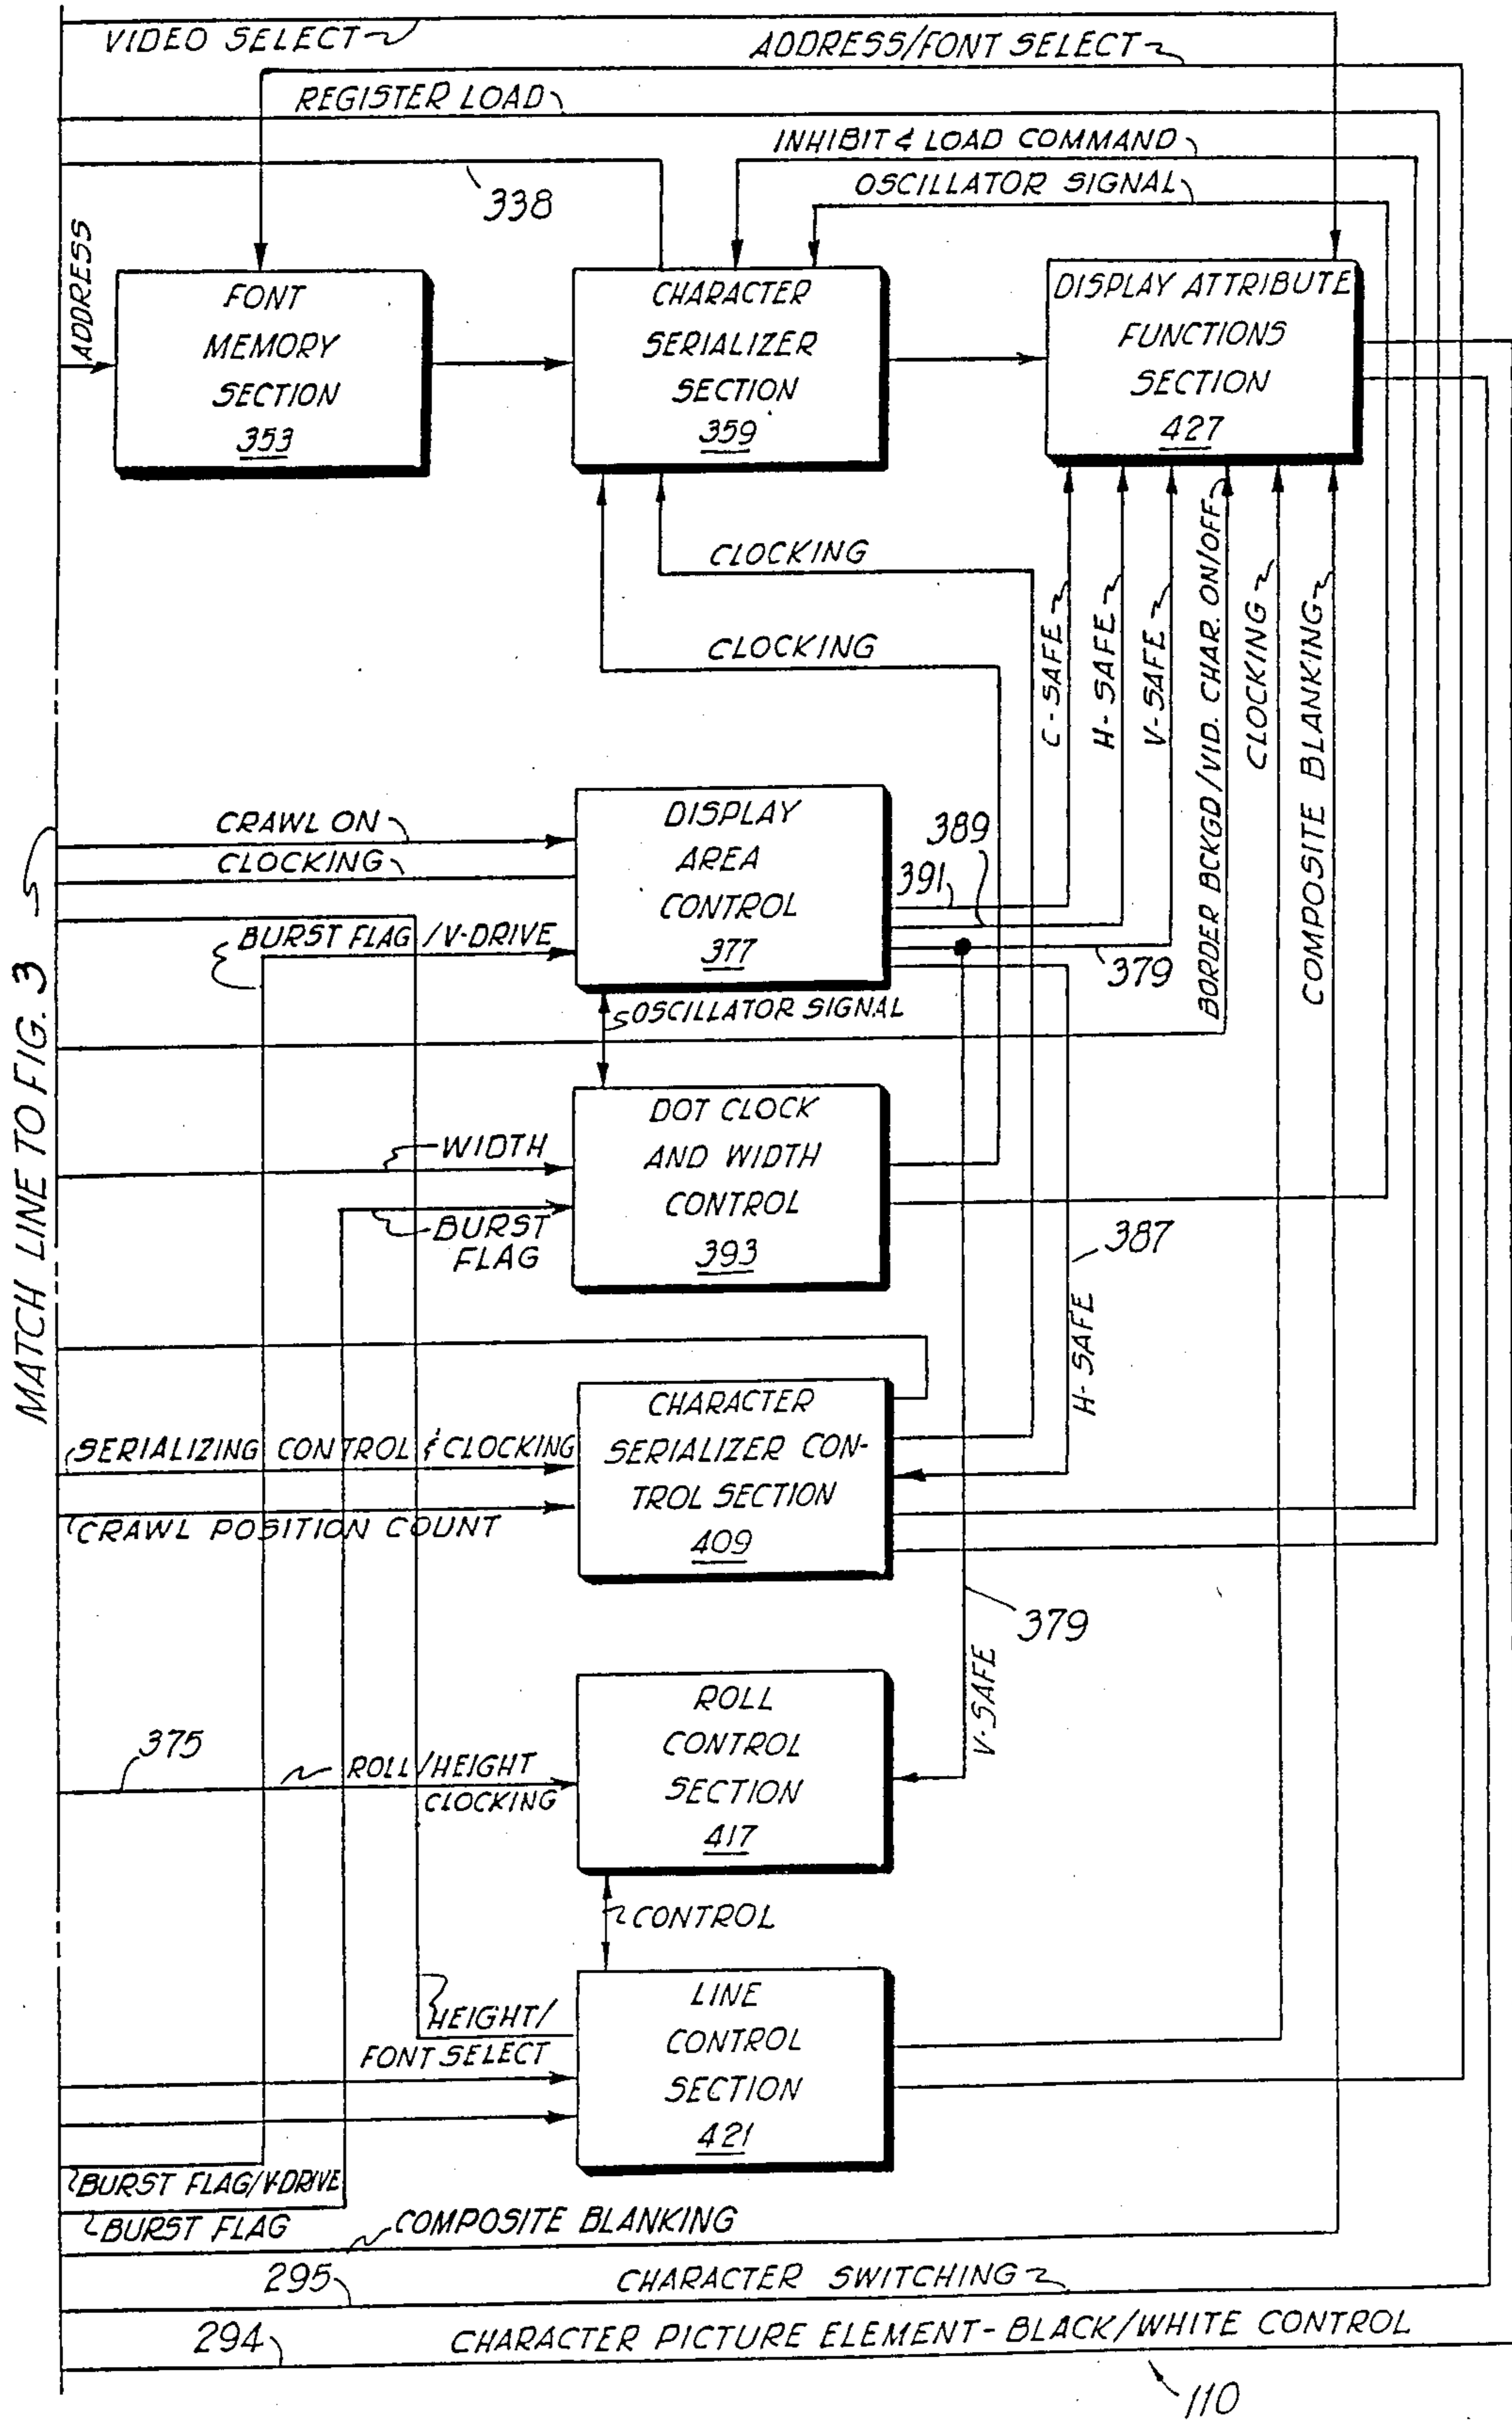 VIDEO SELECT
ADDRESS/FONT SELECT
REGISTER LOAD
INHIBIT & LOAD COMMAND
338
OSCILLATOR SIGNAL
ADDRESS
FONT
MEMORY
SECTION
353
CHARACTER
SERIALIZER
SECTION
359
DISPLAY ATTRIBUTE
FUNCTIONS
SECTION
427
CLOCKING
CLOCKING
C-SAFE
H-SAFE
V-SAFE
BORDER BCKGD/VID. CHAR. ON/OFF
CLOCKING
COMPOSITE BLANKING
MATCH LINE TO FIG. 3
CRAWL ON
CLOCKING
BURST FLAG/V-DRIVE
DISPLAY
AREA
CONTROL
377
389
391
379
OSCILLATOR SIGNAL
WIDTH
BURST
FLAG
DOT CLOCK
AND WIDTH
CONTROL
393
387
H-SAFE
SERIALIZING CONTROL & CLOCKING
CRAWL POSITION COUNT
CHARACTER
SERIALIZER CON-
TROL SECTION
409
379
V-SAFE
375
ROLL/HEIGHT
CLOCKING
ROLL
CONTROL
SECTION
417
CONTROL
HEIGHT/
FONT SELECT
LINE
CONTROL
SECTION
421
BURST FLAG/V-DRIVE
BURST FLAG
COMPOSITE BLANKING
295
CHARACTER SWITCHING
294
CHARACTER PICTURE ELEMENT-BLACK/WHITE CONTROL
110